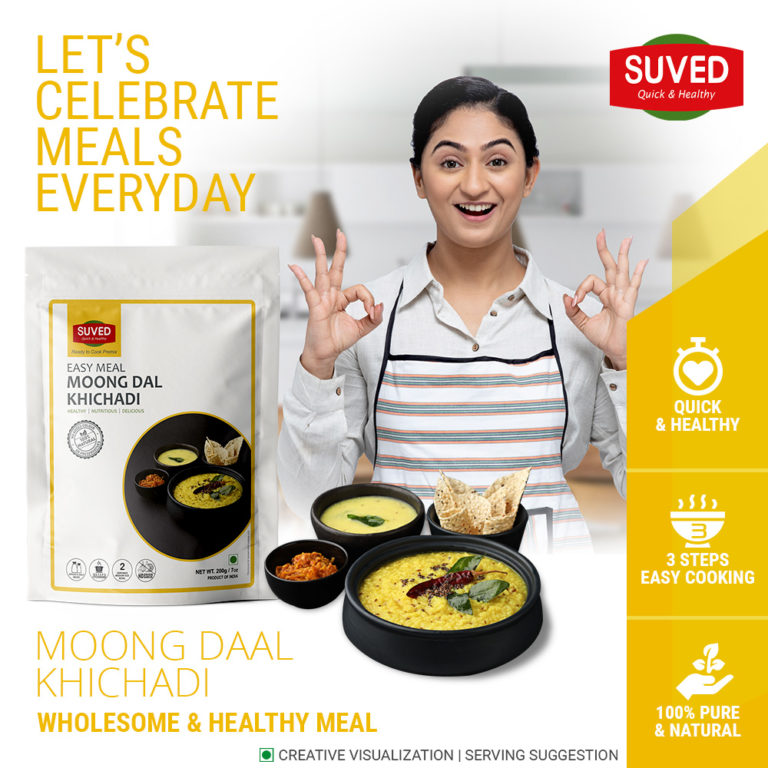 LET'S
CELEBRATE
MEALS
EVERYDAY
SUVED
Quick & Healthy
SUVED
Quick & Healthy
Ready to Cook Premix
EASY MEAL
MOONG DAL
KHICHADI
HEALTHY | NUTRITIOUS | DELICIOUS
NATURAL
2
NET WT. 200g / 7oz
PRODUCT OF INDIA
QUICK
& HEALTHY
3
3 STEPS
EASY COOKING
100% PURE
& NATURAL
MOONG DAAL
KHICHADI
WHOLESOME & HEALTHY MEAL
CREATIVE VISUALIZATION | SERVING SUGGESTION